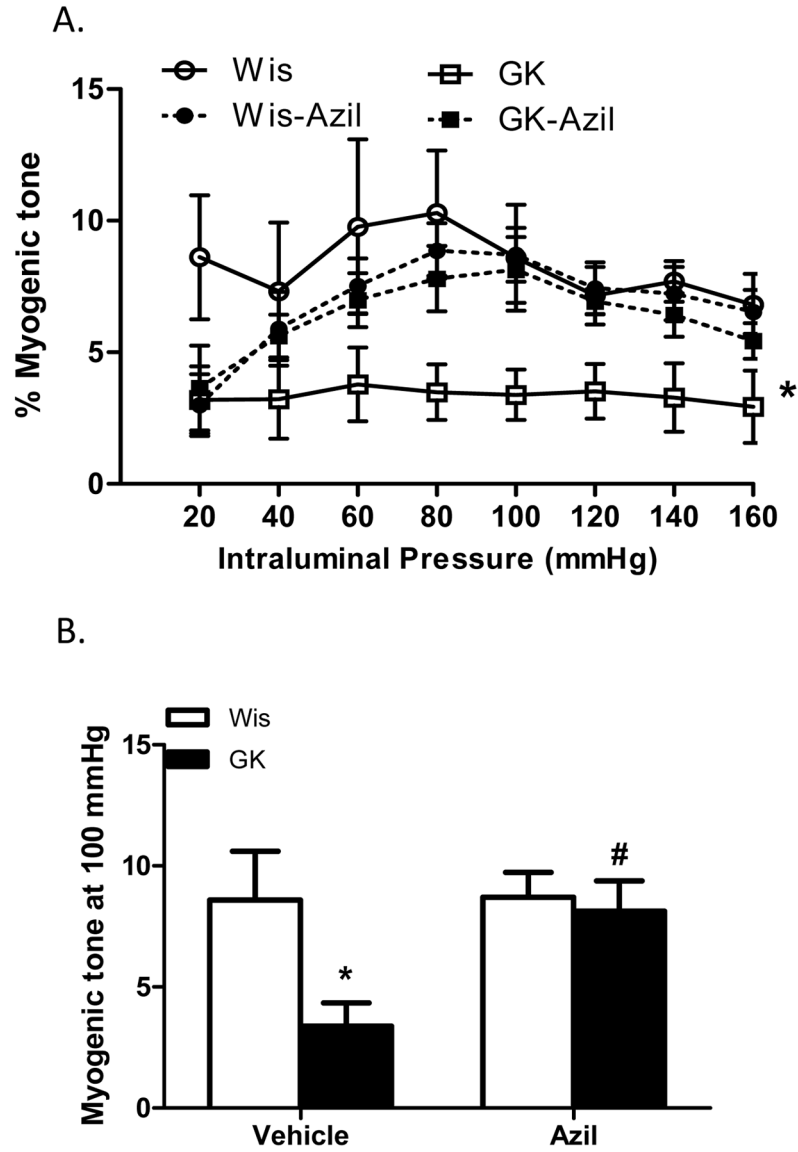 A.
Wis
GK
Wis-Azil
GK-Azil
% Myogenic tone
15
10
5
0
*
20 40 60 80 100 120 140 160
Intraluminal Pressure (mmHg)
B.
Wis
GK
Myogenic tone at 100 mmHg
15
10
5
0
*
#
Vehicle Azil